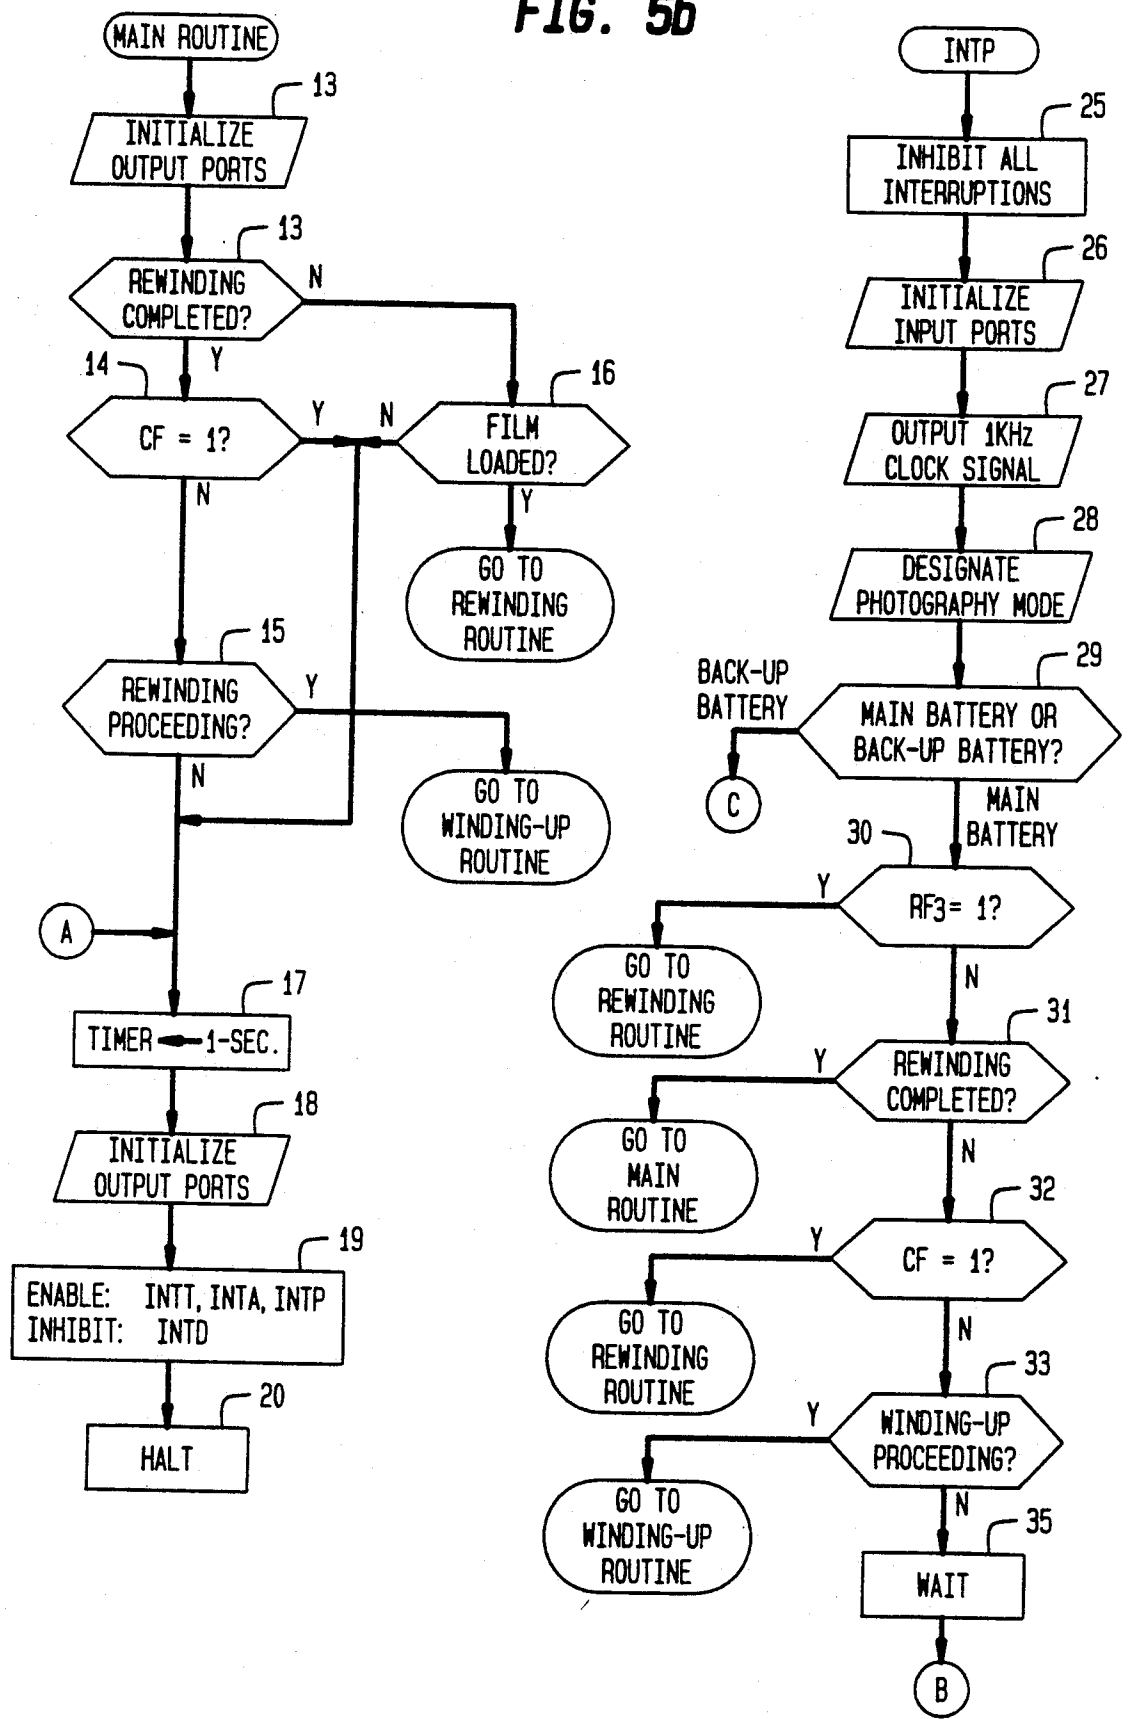 FIG. 5b
MAIN ROUTINE
13
INITIALIZE
OUTPUT PORTS
13
REWINDING
COMPLETED?
N
Y
14
CF = 1?
Y
N
N
16
FILM
LOADED?
Y
GO TO
REWINDING
ROUTINE
15
REWINDING
PROCEEDING?
Y
N
GO TO
WINDING-UP
ROUTINE
A
17
TIMER ← 1-SEC.
18
INITIALIZE
OUTPUT PORTS
19
ENABLE: INTT, INTA, INTP
INHIBIT: INTD
20
HALT
INTP
25
INHIBIT ALL
INTERRUPTIONS
26
INITIALIZE
INPUT PORTS
27
OUTPUT 1KHz
CLOCK SIGNAL
28
DESIGNATE
PHOTOGRAPHY MODE
29
MAIN BATTERY OR
BACK-UP BATTERY?
BACK-UP
BATTERY
C
MAIN
BATTERY
30
RF3= 1?
Y
N
GO TO
REWINDING
ROUTINE
31
REWINDING
COMPLETED?
Y
N
GO TO
MAIN
ROUTINE
32
CF = 1?
Y
N
GO TO
REWINDING
ROUTINE
33
WINDING-UP
PROCEEDING?
Y
N
GO TO
WINDING-UP
ROUTINE
35
WAIT
B